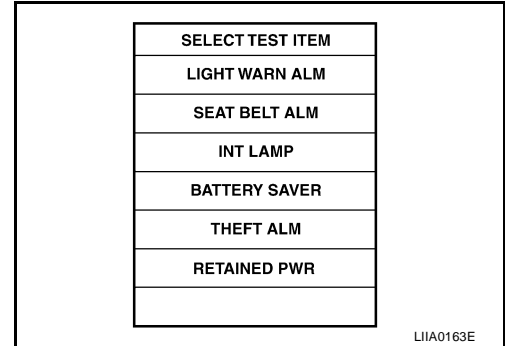 SELECT TEST ITEM
LIGHT WARN ALM
SEAT BELT ALM
INT LAMP
BATTERY SAVER
THEFT ALM
RETAINED PWR
LIIA0163E